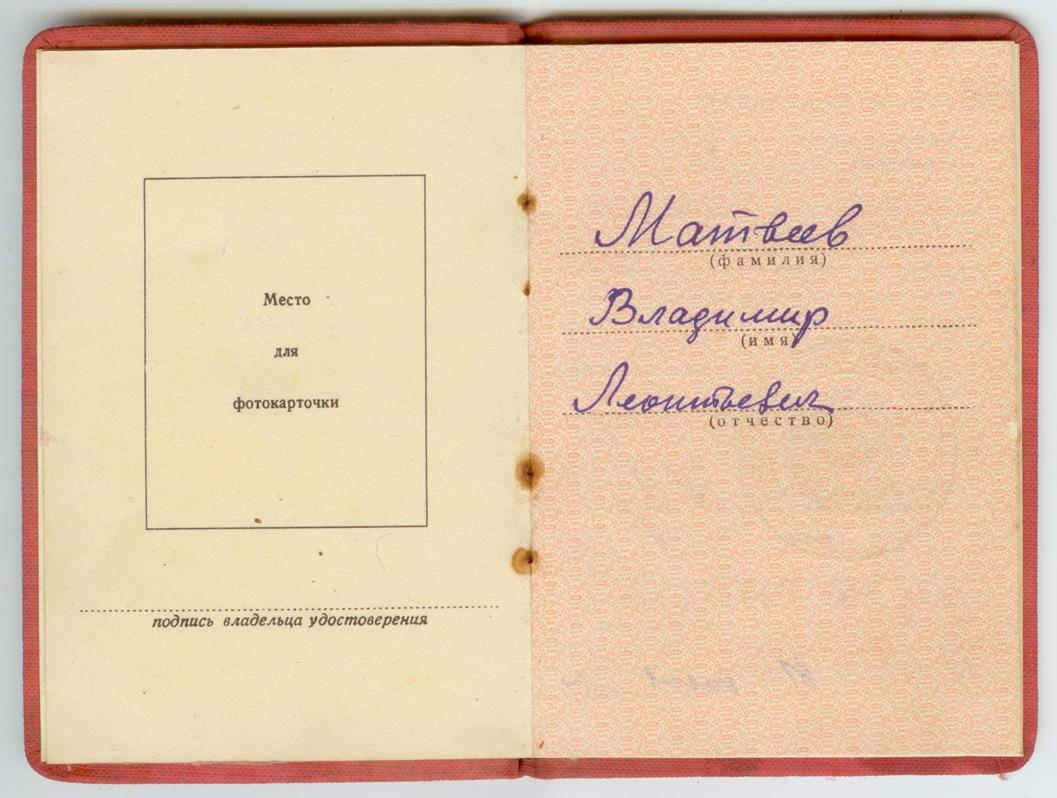 Место
для
фотокарточки
подпись владельца удостоверения
Матвеев
(фамилия)
Владимир
(имя)
Леонтьевич
(отчество)